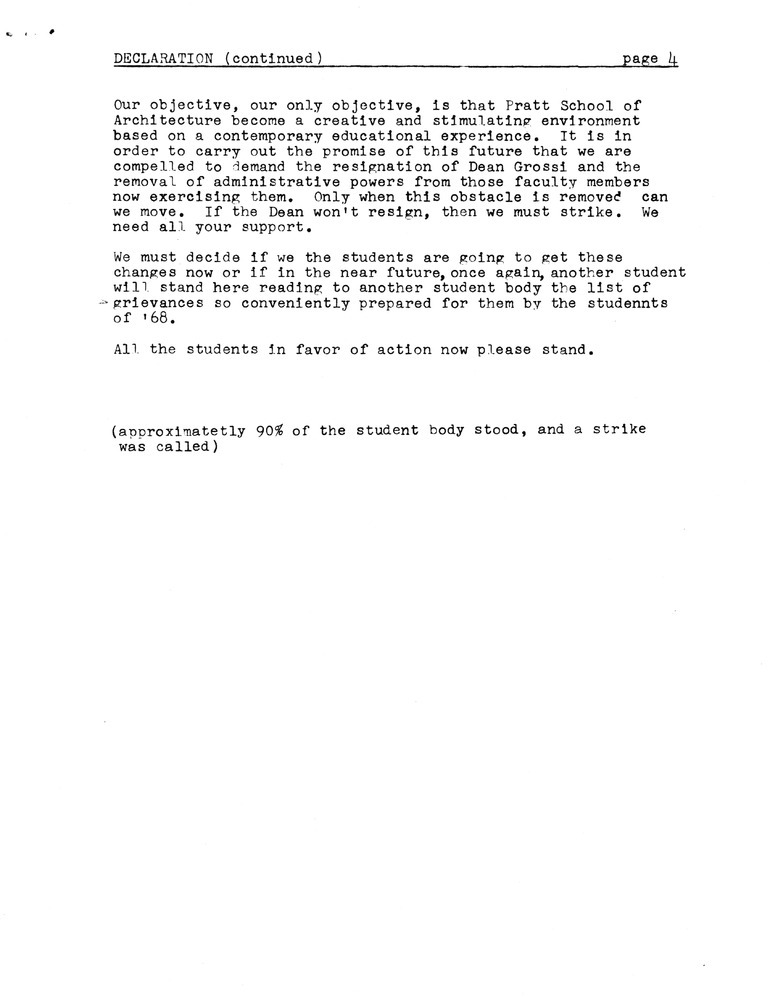 DECLARATION (continued) page 4
Our objective, our only objective, is that Pratt School of
Architecture become a creative and stimulating environment
based on a contemporary educational experience. It is in
order to carry out the promise of this future that we are
compelled to demand the resignation of Dean Grossi and the
removal of administrative powers from those faculty members
now exercising them. Only when this obstacle is removed can
we move. If the Dean won't resign, then we must strike. We
need all your support.
We must decide if we the students are going to get these
changes now or if in the near future, once again, another student
will stand here reading to another student body the list of
grievances so conveniently prepared for them by the studennts
of '68.
All the students in favor of action now please stand.
(approximatetly 90% of the student body stood, and a strike
was called)